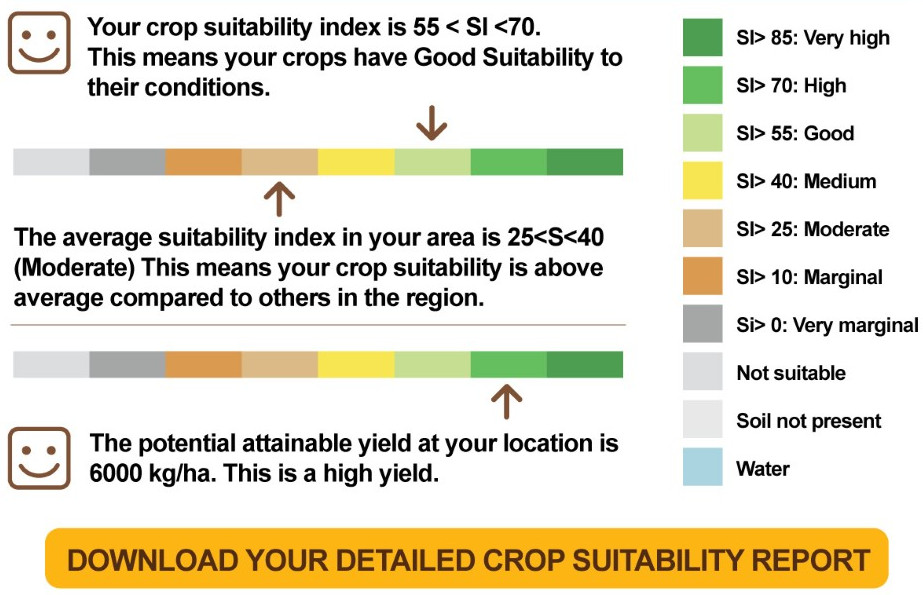 Your crop suitability index is 55 < SI <70.
This means your crops have Good Suitability to
their conditions.
The average suitability index in your area is 25<S<40
(Moderate) This means your crop suitability is above
average compared to others in the region.
The potential attainable yield at your location is
6000 kg/ha. This is a high yield.
SI> 85: Very high
SI> 70: High
SI> 55: Good
SI> 40: Medium
SI> 25: Moderate
SI> 10: Marginal
Si> 0: Very marginal
Not suitable
Soil not present
Water
DOWNLOAD YOUR DETAILED CROP SUITABILITY REPORT